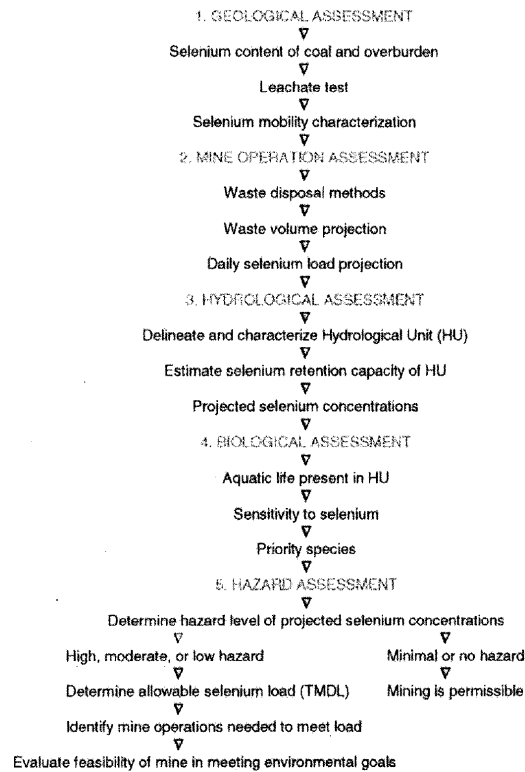 1. GEOLOGICAL ASSESSMENT
Selenium content of coal and overburden
Leachate test
Selenium mobility characterization
2. MINE OPERATION ASSESSMENT
Waste disposal methods
Waste volume projection
Daily selenium load projection
3. HYDROLOGICAL ASSESSMENT
Delineate and characterize Hydrological Unit (HU)
Estimate selenium retention capacity of HU
Projected selenium concentrations
4. BIOLOGICAL ASSESSMENT
Aquatic life present in HU
Sensitivity to selenium
Priority species
5. HAZARD ASSESSMENT
Determine hazard level of projected selenium concentrations
High, moderate, or low hazard
Determine allowable selenium load (TMDL)
Identify mine operations needed to meet load
Evaluate feasibility of mine in meeting environmental goals
Minimal or no hazard
Mining is permissible